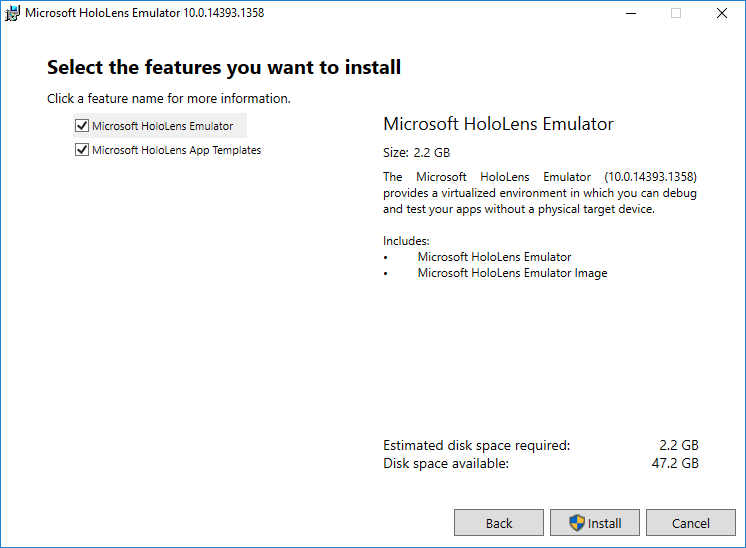 Microsoft HoloLens Emulator 10.0.14393.1358
Select the features you want to install
Click a feature name for more information.
Microsoft HoloLens Emulator
Microsoft HoloLens App Templates
Microsoft HoloLens Emulator
Size: 2.2 GB
The Microsoft HoloLens Emulator (10.0.14393.1358)
provides a virtualized environment in which you can debug
and test your apps without a physical target device.
Includes:
• Microsoft HoloLens Emulator
• Microsoft HoloLens Emulator Image
Estimated disk space required: 2.2 GB
Disk space available: 47.2 GB
Back Install Cancel